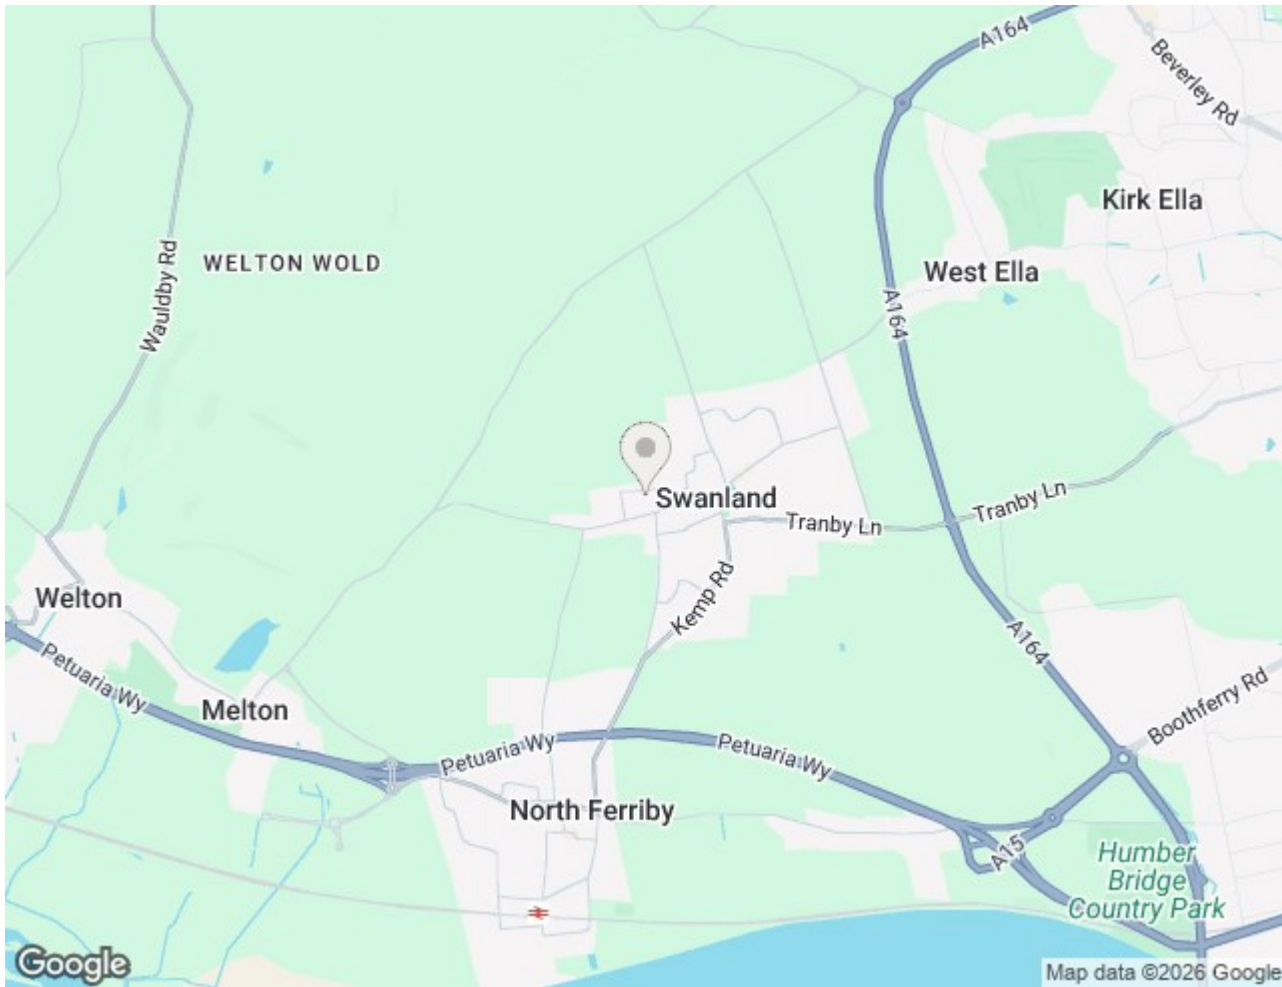 A164
Beverley Rd
Kirk Ella
Wauldby Rd
WELTON WOLD
West Ella
A164
Swanland
Tranby Ln
Tranby Ln
Welton
Kemp Rd
A164
Petuaria Wy
Melton
Boothferry Rd
Petuaria Wy
Petuaria Wy
North Ferriby
A15
Humber
Bridge
Country Park
Google
Map data ©2026 Google